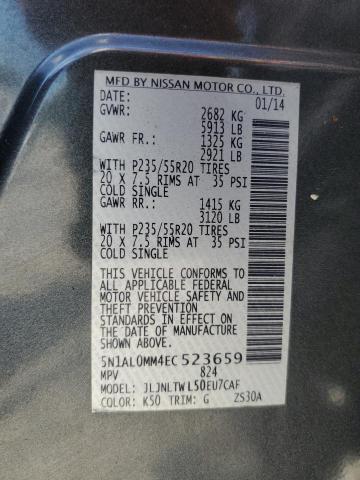 MFD BY NISSAN MOTOR CO., LTD.
DATE: 01/14
GVWR: 2682 KG
5913 LB
GAWR FR.: 1325 KG
2921 LB
WITH P235/55R20 TIRES
20 X 7.5 RIMS AT 35 PSI
COLD SINGLE
GAWR RR.: 1415 KG
3120 LB
WITH P235/55R20 TIRES
20 X 7.5 RIMS AT 35 PSI
COLD SINGLE
THIS VEHICLE CONFORMS TO
ALL APPLICABLE FEDERAL
MOTOR VEHICLE SAFETY
AND THEFT PREVENTION
STANDARDS IN EFFECT ON
THE DATE OF MANUFACTURE
SHOWN ABOVE.
5N1AL0MM4EC523659
MPV 824
MODEL: JLJNLTWL50EU7CAF
COLOR: K50 TRIM: G ZS30A